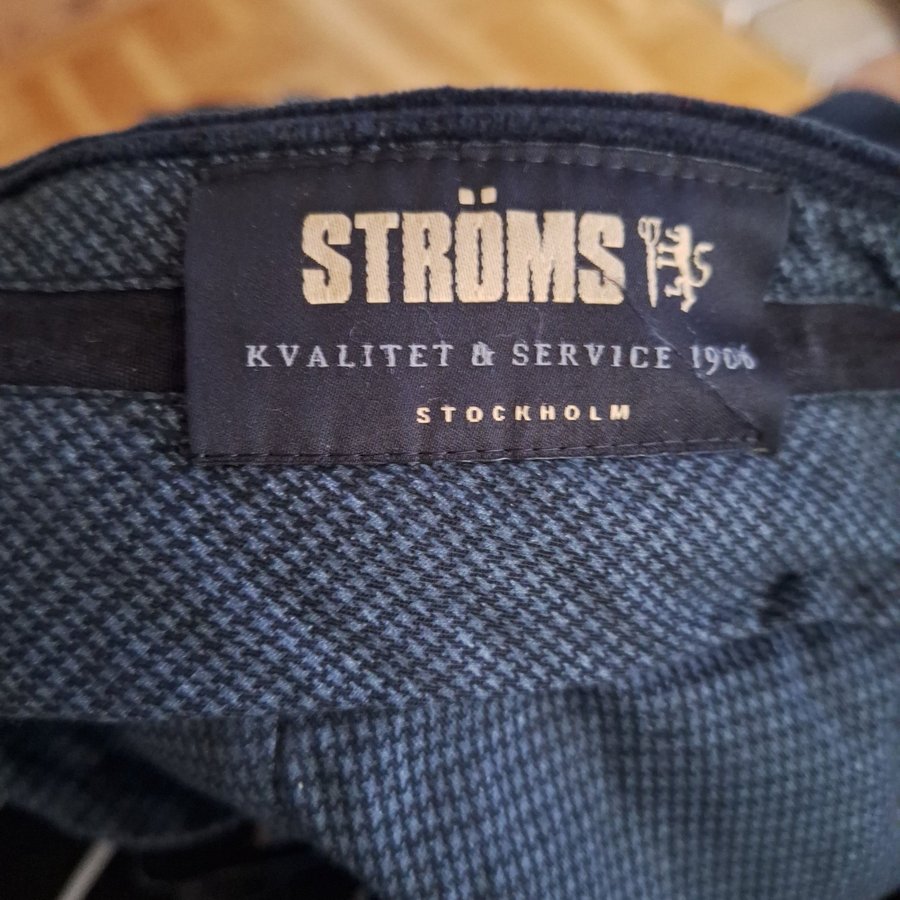 STRÖMS
KVALITET & SERVICE 1906
STOCKHOLM